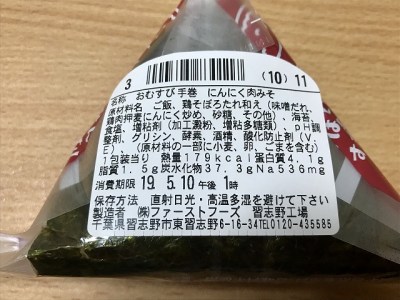 3 (10) 11
名称 おむすび 手巻 にんにく肉みそ
原材料名 ご飯、鶏そぼろたれ和え(味噌だれ、
鶏肉押麦にんにく炒め、砂糖、その他)、海苔、
食塩、増粘剤(加工澱粉、増粘多糖類)、pH調
整剤、グリシン、酵素、酒精、酸化防止剤(V.
E)、(原材料の一部に小麦、卵、ごまを含む)
1包装当り 熱量179kcal蛋白質4.1g
脂質1.5g炭水化物37.3gNa536mg
消費期限 19.5.10午後1時
保存方法 直射日光・高温多湿を避けて下さい
製造者 (株)ファーストフーズ 習志野工場
千葉県習志野市東習志野6-16-34TEL0120-435585